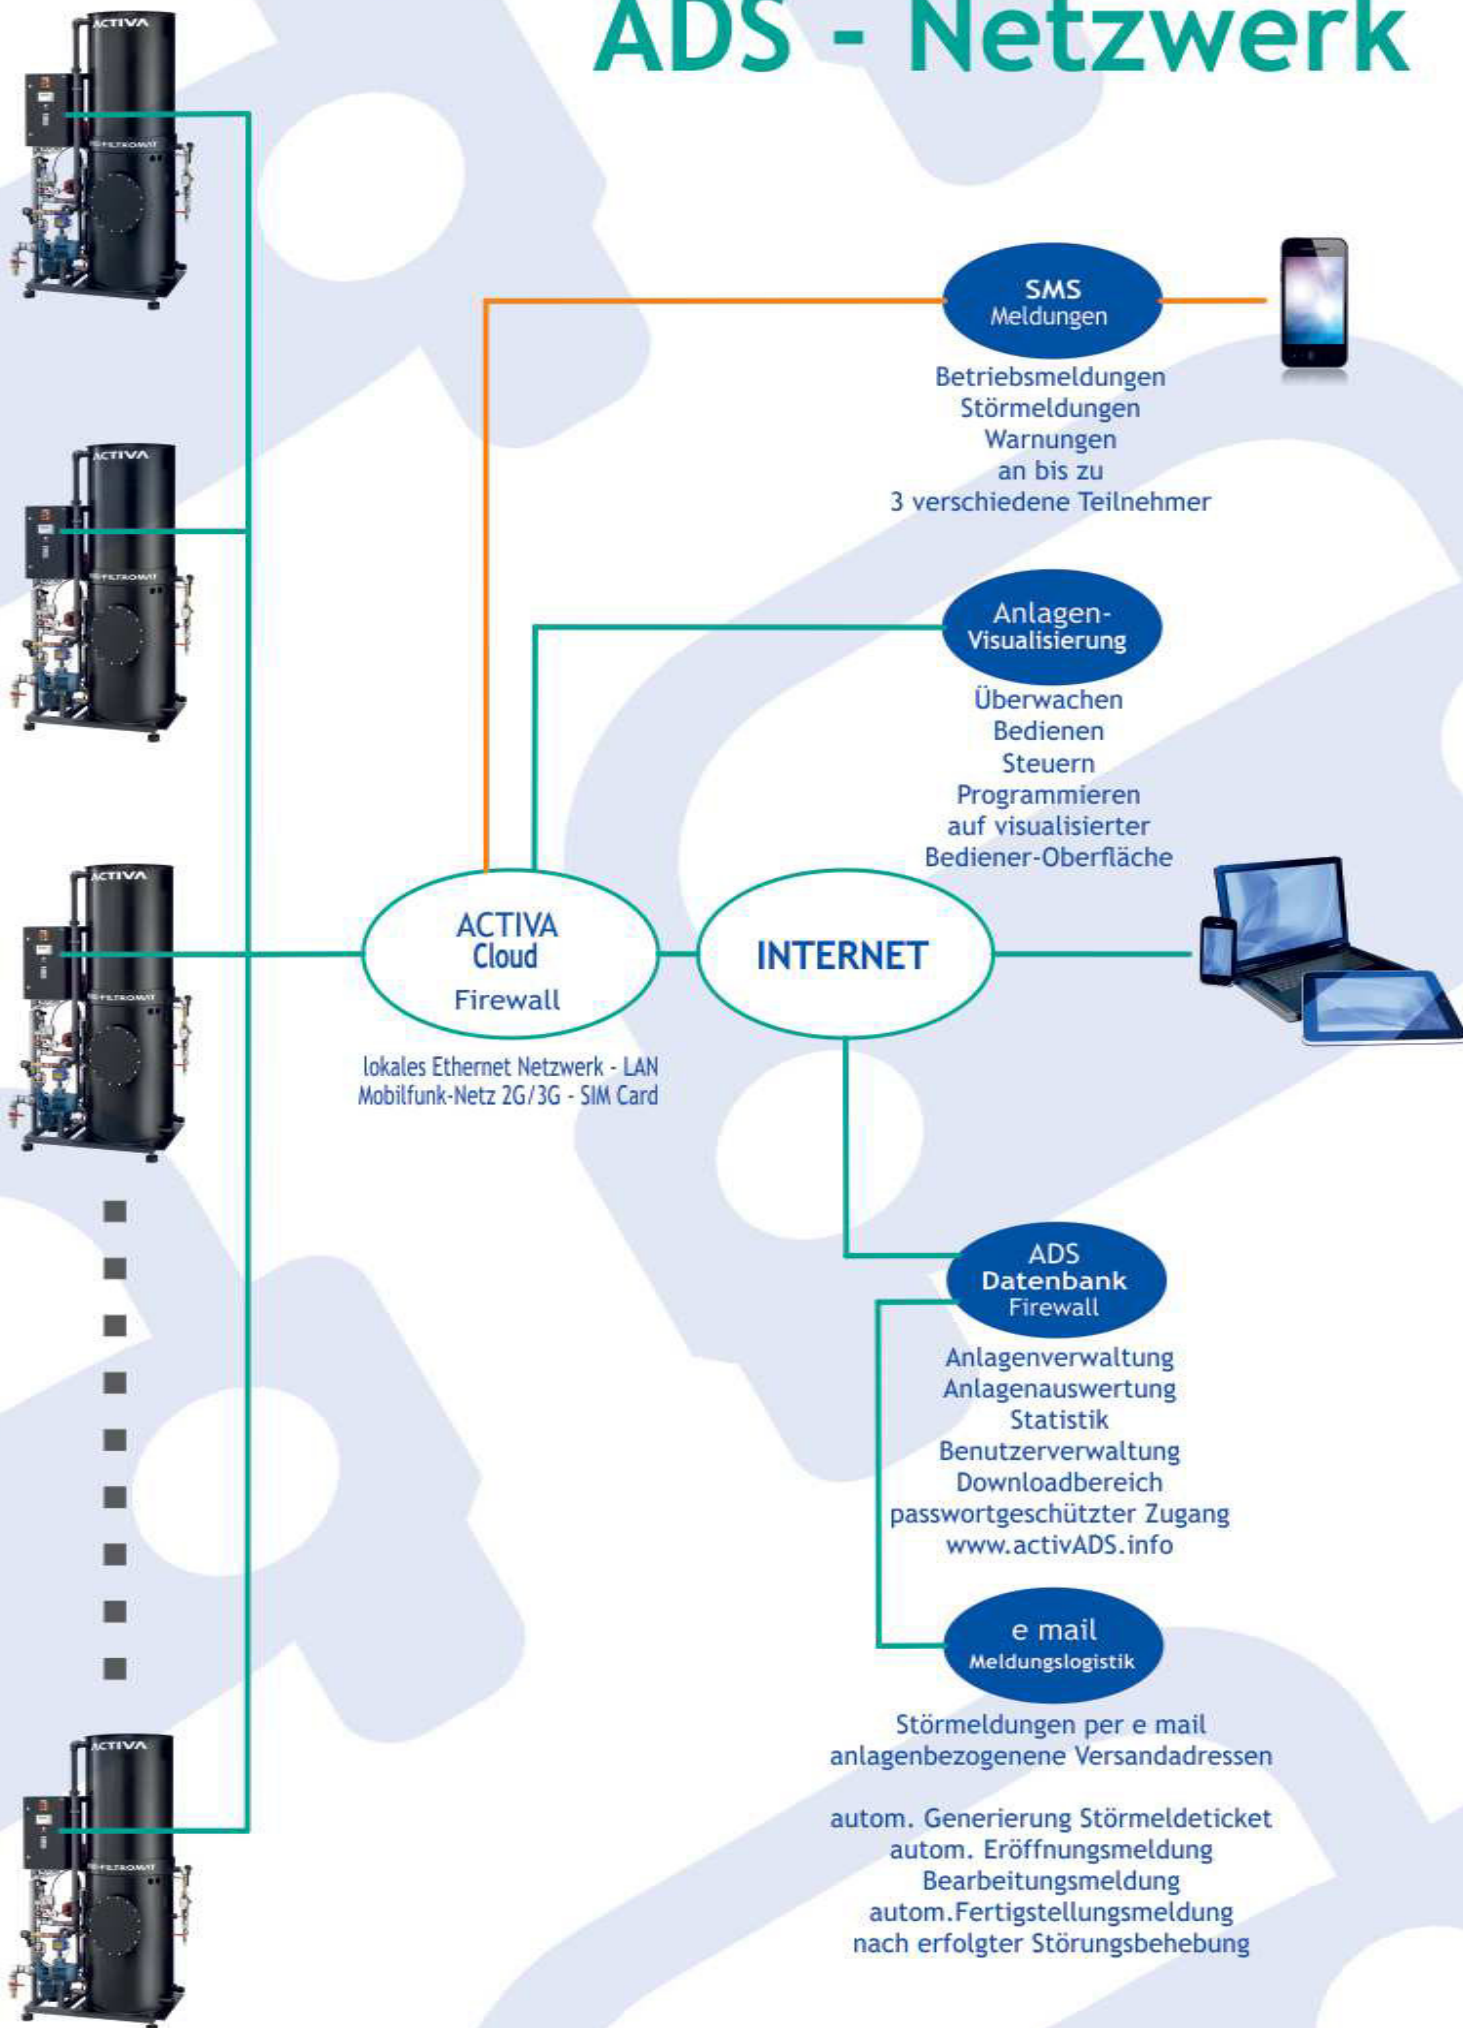 ADS - Netzwerk
ACTIVA
ACTIVA
ACTIVA
ACTIVA
SMS
Meldungen
Betriebsmeldungen
Störmeldungen
Warnungen
an bis zu
3 verschiedene Teilnehmer
Anlagen-
Visualisierung
Überwachen
Bedienen
Steuern
Programmieren
auf visualisierter
Bediener-Oberfläche
ACTIVA
Cloud
Firewall
lokales Ethernet Netzwerk - LAN
Mobilfunk-Netz 2G/3G - SIM Card
INTERNET
ADS
Datenbank
Firewall
Anlagenverwaltung
Anlagenauswertung
Statistik
Benutzerverwaltung
Downloadbereich
passwortgeschützter Zugang
www.activADS.info
e mail
Meldungslogistik
Störmeldungen per e mail
anlagenbezogenene Versandadressen
autom. Generierung Störmeldeticket
autom. Eröffnungsmeldung
Bearbeitungsmeldung
autom.Fertigstellungsmeldung
nach erfolgter Störungsbehebung